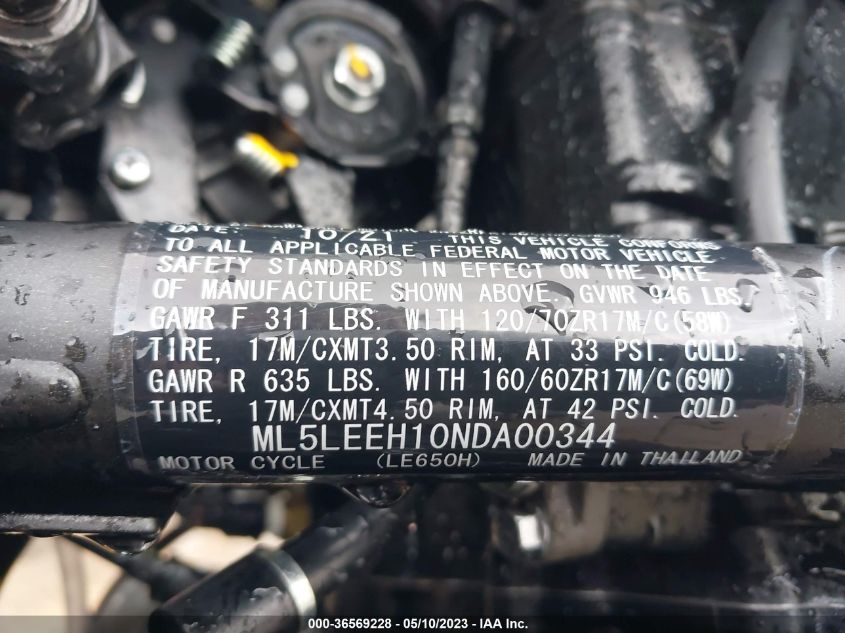 DATE: 10/21 THIS VEHICLE CONFORMS
TO ALL APPLICABLE FEDERAL MOTOR VEHICLE
SAFETY STANDARDS IN EFFECT ON THE DATE
OF MANUFACTURE SHOWN ABOVE. GVWR 946 LBS.
GAWR F 311 LBS. WITH 120/70ZR17M/C(58W)
TIRE, 17M/CXMT3.50 RIM, AT 33 PSI. COLD.
GAWR R 635 LBS. WITH 160/60ZR17M/C(69W)
TIRE, 17M/CXMT4.50 RIM, AT 42 PSI. COLD.
ML5LEEH10NDA00344
MOTOR CYCLE (LE650H) MADE IN THAILAND
000-36569228 - 05/10/2023 - IAA Inc.